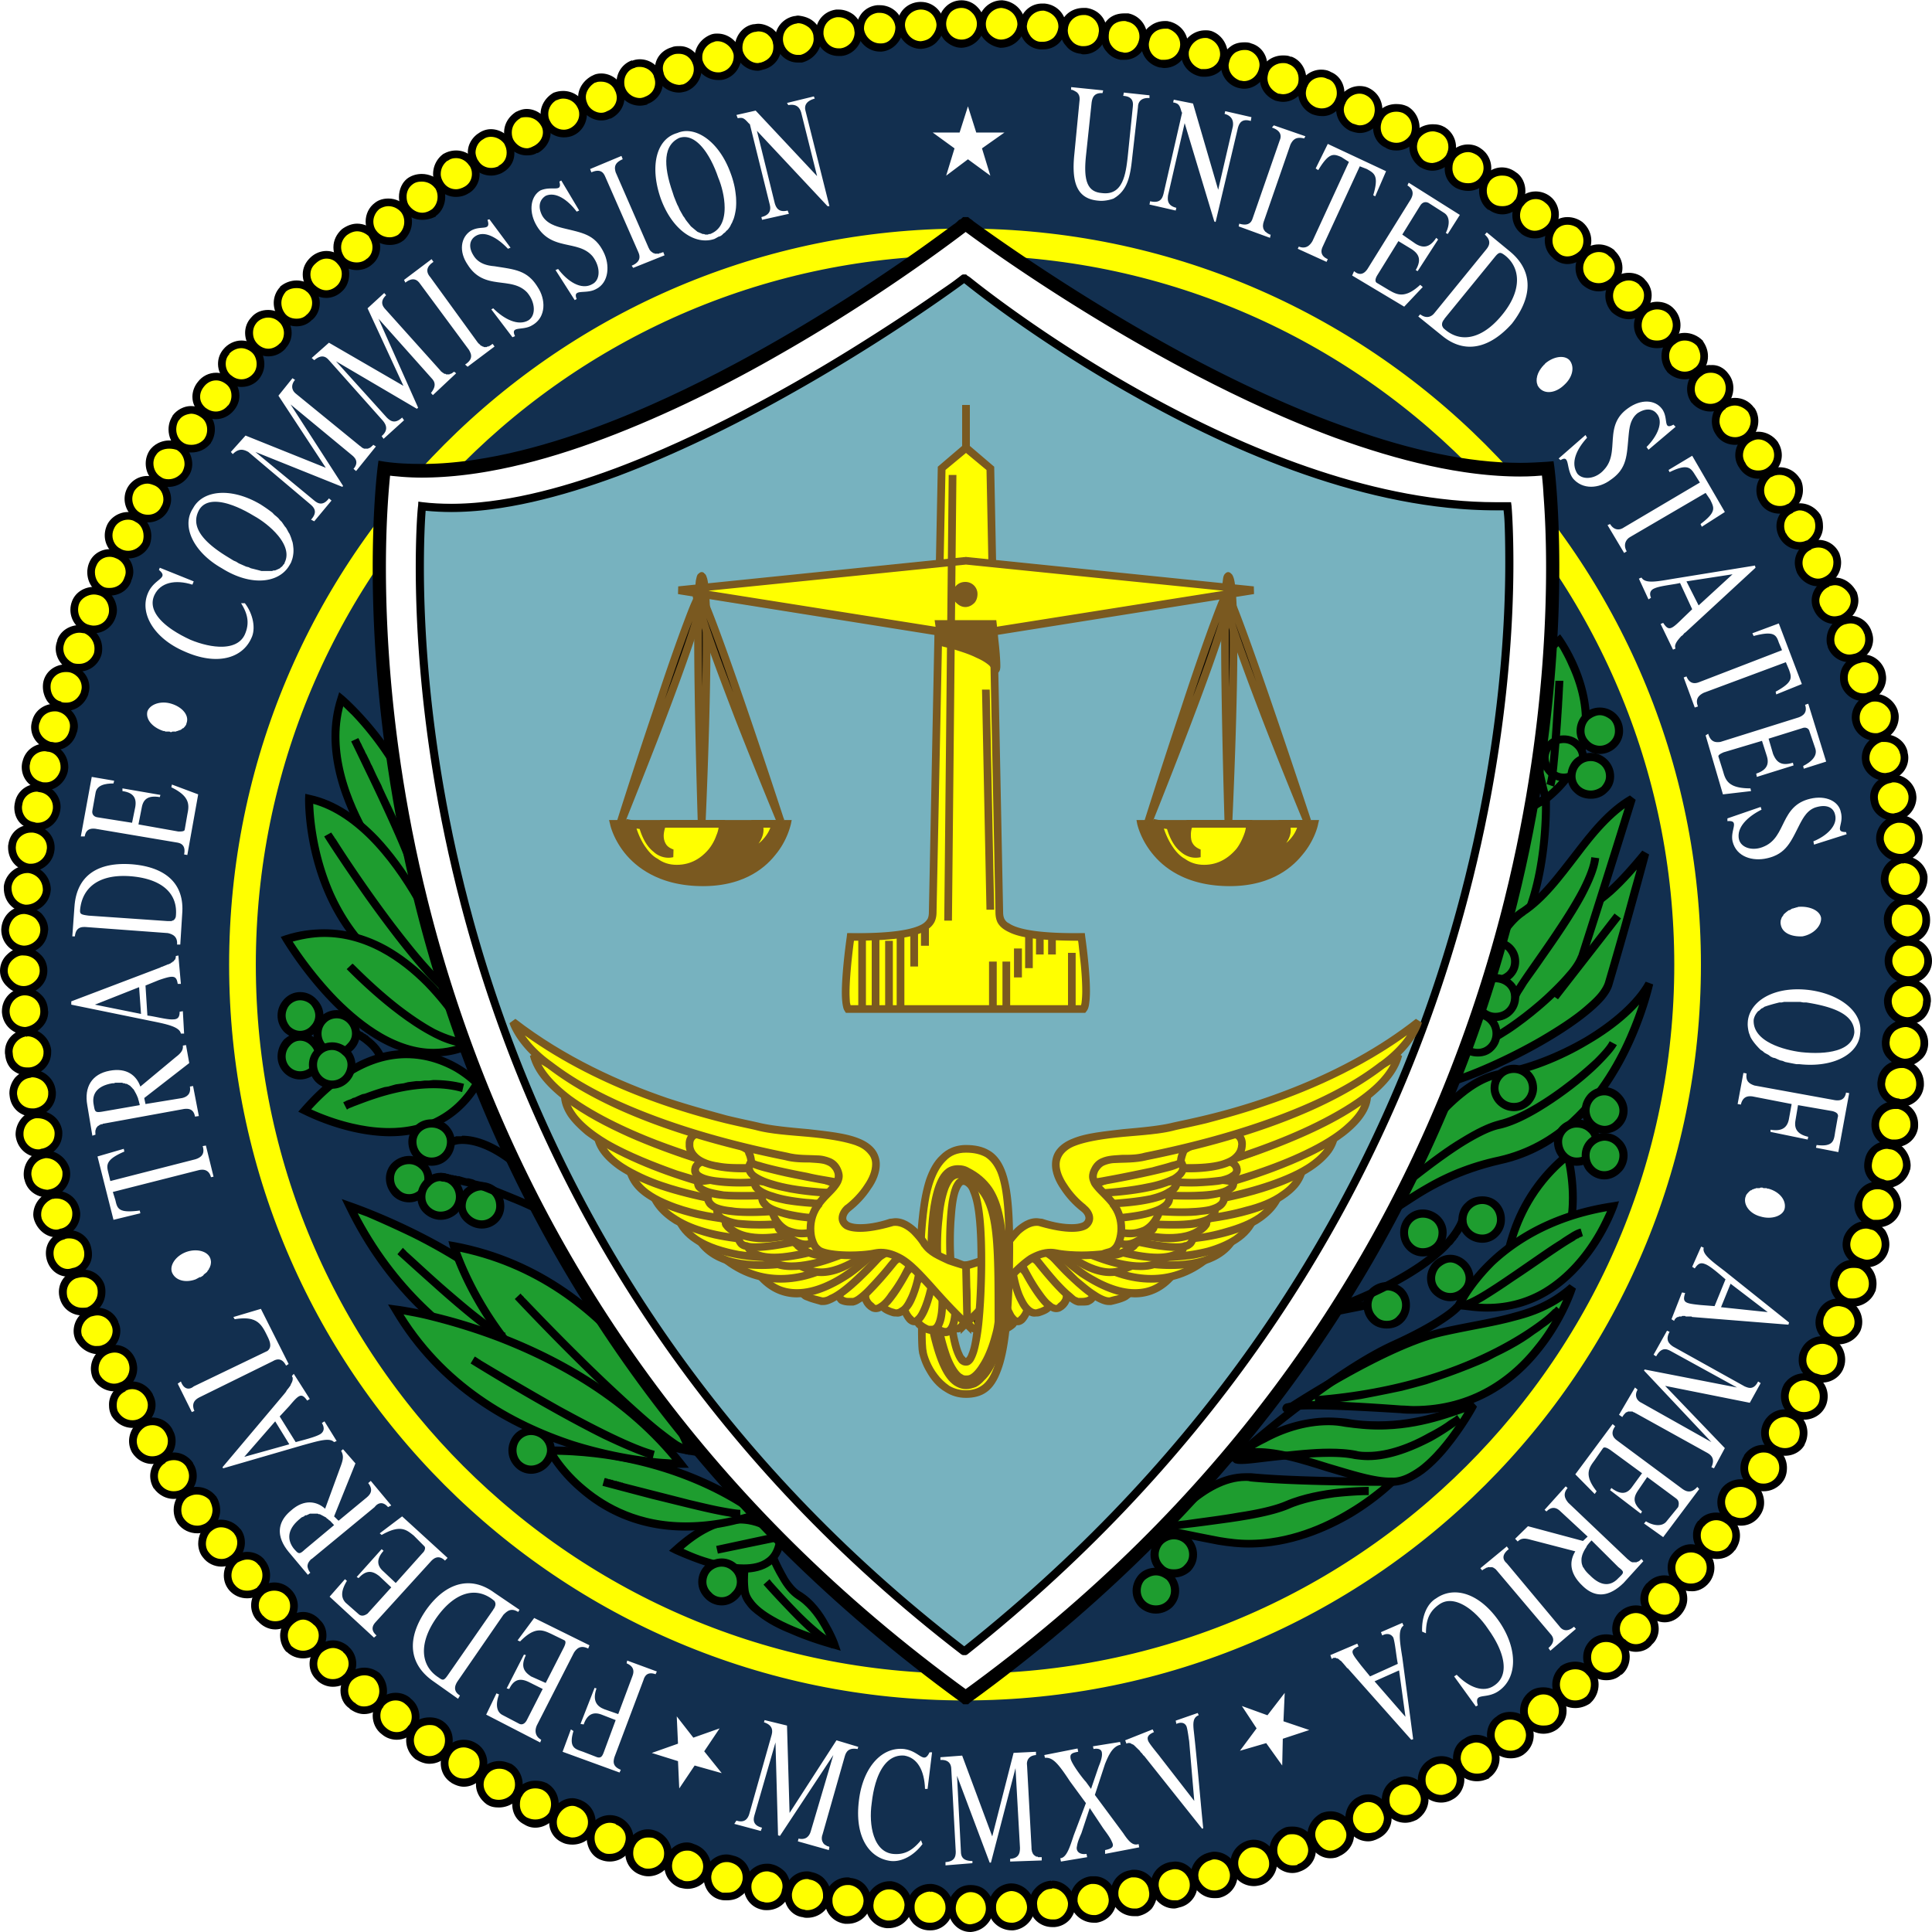 FEDERAL TRADE • COMMISSION
UNITED • STATES • OF • AMERICA
MCMXV